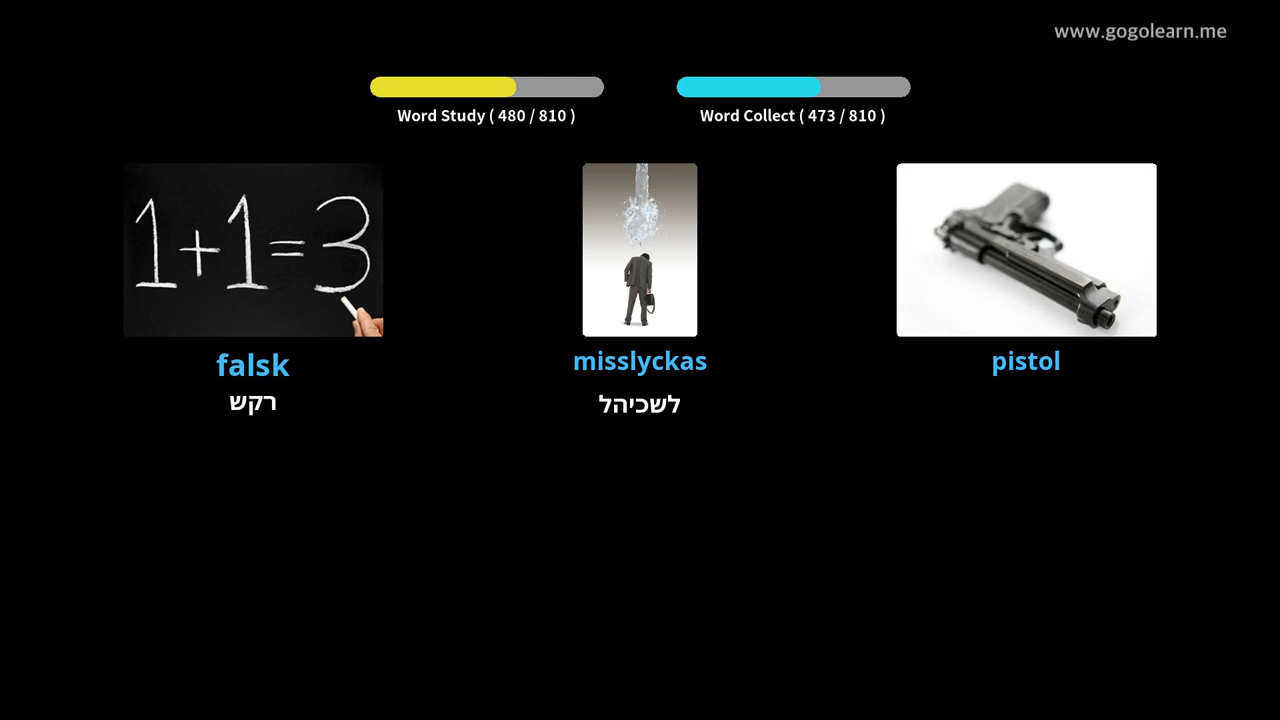 www.gogolearn.me
Word Study ( 480 / 810 )
Word Collect ( 473 / 810 )
1+1=3
falsk
רקש
misslyckas
לשכיהל
pistol